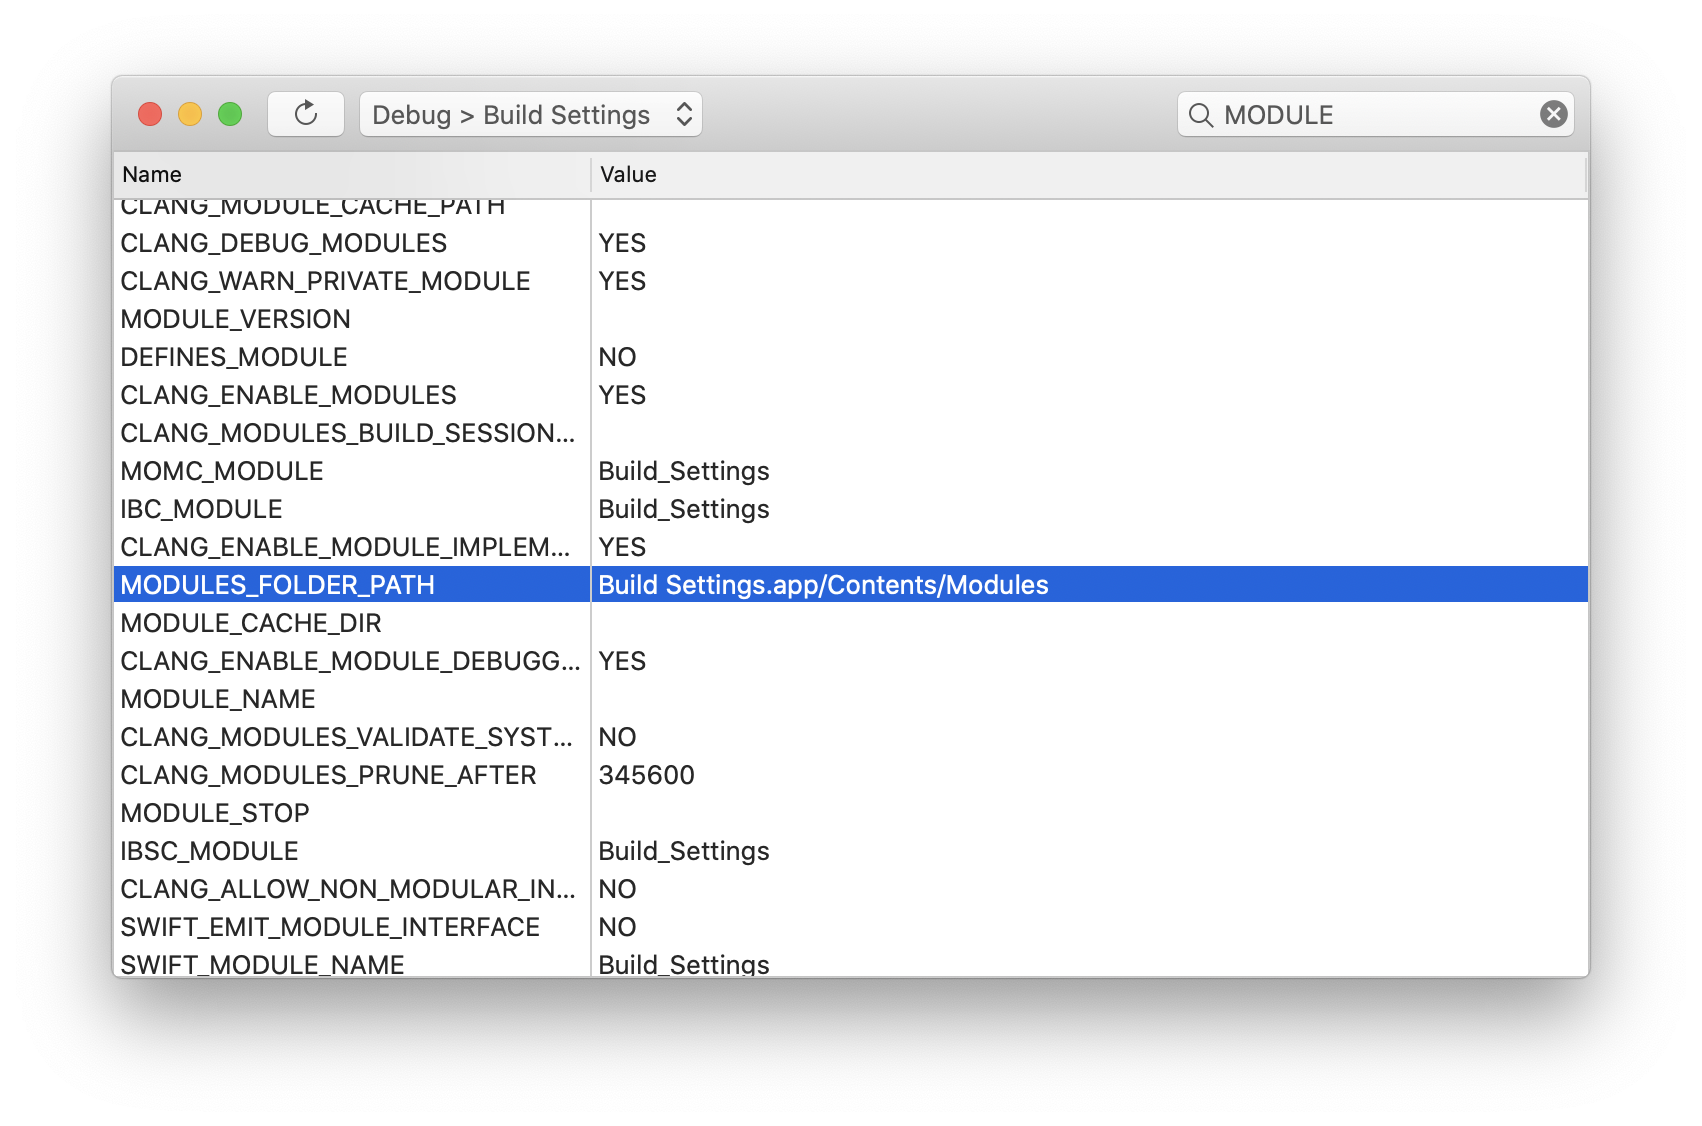 Debug > Build Settings
MODULE
Name Value
CLANG_MODULE_CACHE_PATH
CLANG_DEBUG_MODULES YES
CLANG_WARN_PRIVATE_MODULE YES
MODULE_VERSION
DEFINES_MODULE NO
CLANG_ENABLE_MODULES YES
CLANG_MODULES_BUILD_SESSION...
MOMC_MODULE Build_Settings
IBC_MODULE Build_Settings
CLANG_ENABLE_MODULE_IMPLEM... YES
MODULES_FOLDER_PATH Build Settings.app/Contents/Modules
MODULE_CACHE_DIR
CLANG_ENABLE_MODULE_DEBUGG... YES
MODULE_NAME
CLANG_MODULES_VALIDATE_SYST... NO
CLANG_MODULES_PRUNE_AFTER 345600
MODULE_STOP
IBSC_MODULE Build_Settings
CLANG_ALLOW_NON_MODULAR_IN... NO
SWIFT_EMIT_MODULE_INTERFACE NO
SWIFT_MODULE_NAME Build_Settings